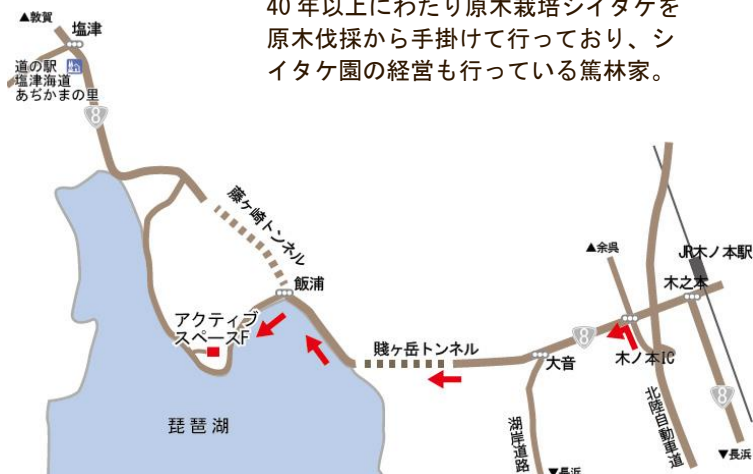 40 年以上にわたり原木栽培シイタケを
原木伐採から手掛けて行っており、シ
イタケ園の経営も行っている篤林家。
▲敦賀
塩津
道の駅
塩津海道
あぢかまの里
8
藤ヶ崎トンネル
飯浦
アクティブ
スペースF
琵琶湖
賤ヶ岳トンネル
大音
湖岸道路
▼長浜
8
▲余呉
木ノ本IC
北陸自動車道
JR木ノ本駅
木之本
8
▼長浜